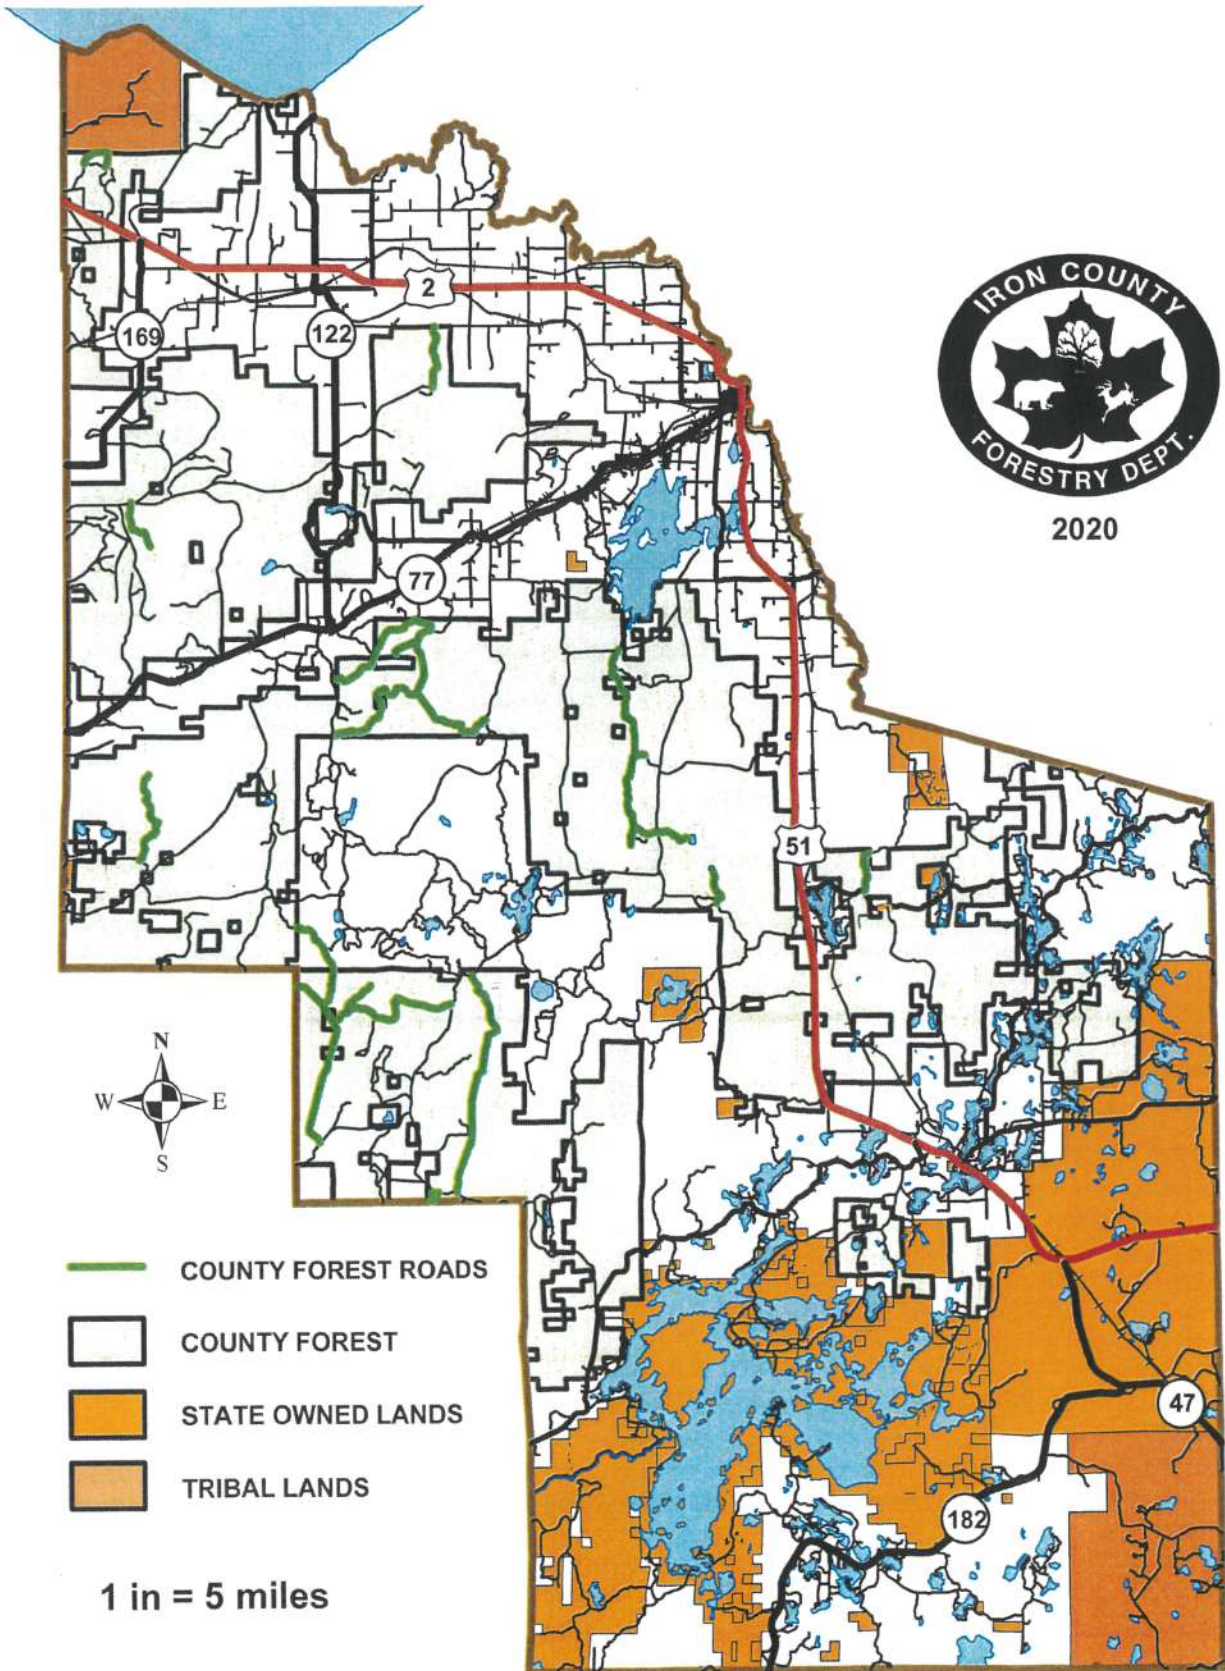 2
169
122
IRON COUNTY
FORESTRY DEPT.
2020
77
51
N
W E
S
COUNTY FOREST ROADS
COUNTY FOREST
STATE OWNED LANDS
TRIBAL LANDS
47
182
1 in = 5 miles